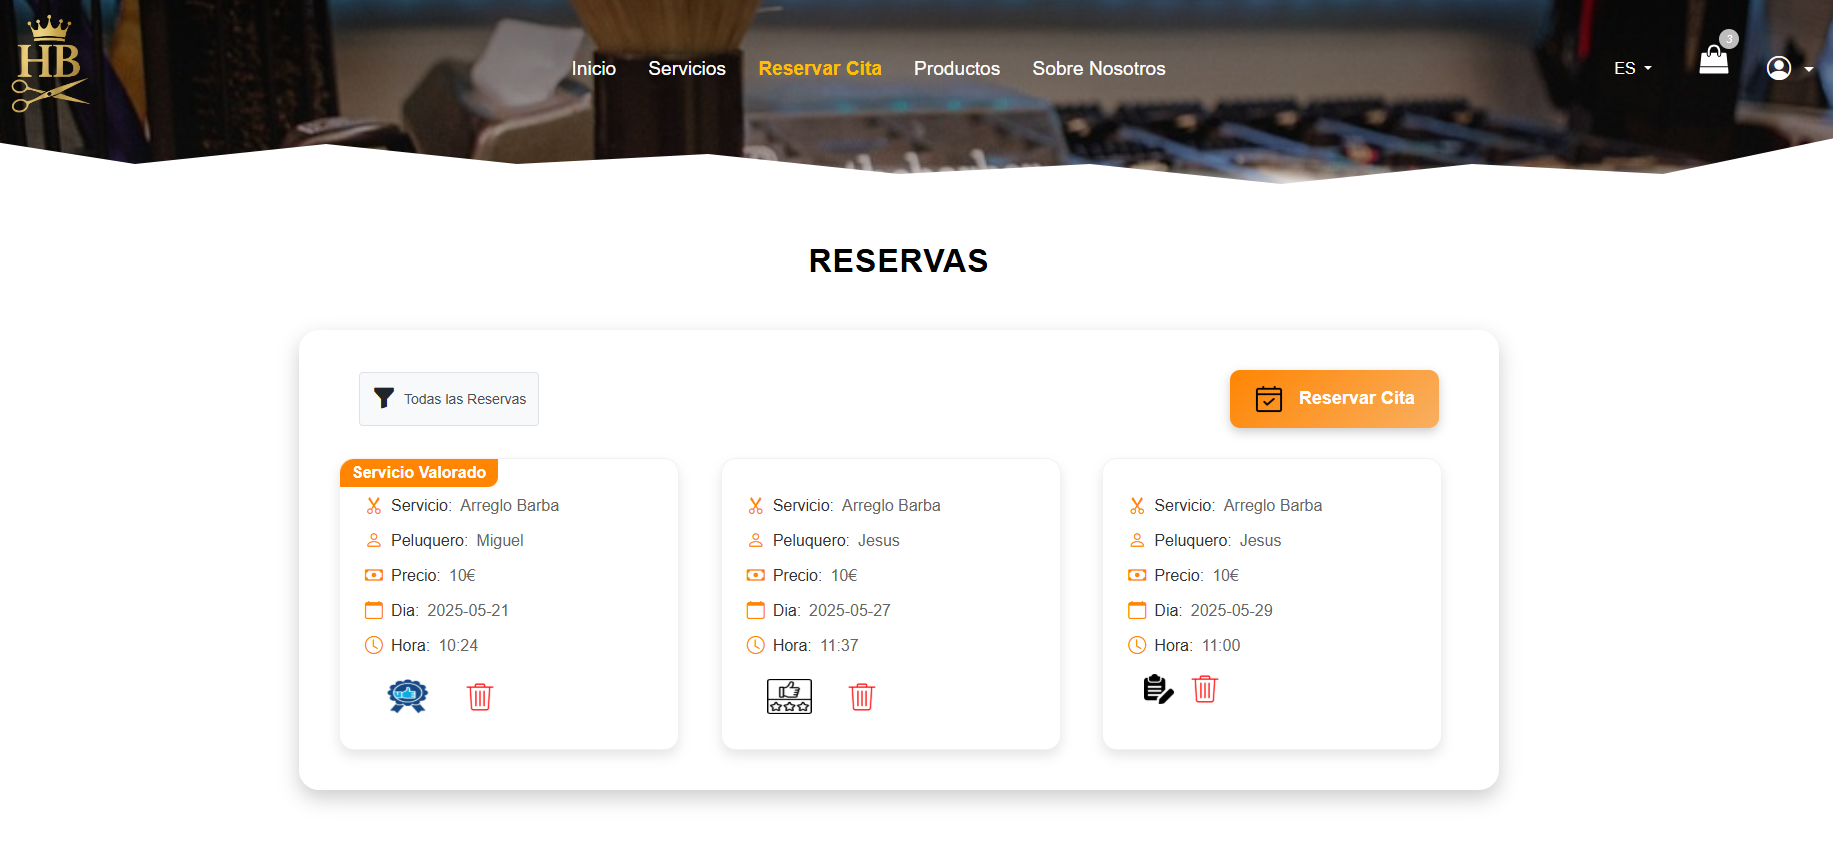 HB
Inicio Servicios Reservar Cita Productos Sobre Nosotros
ES
3
RESERVAS
Todas las Reservas
Reservar Cita
Servicio Valorado
Servicio: Arreglo Barba
Peluquero: Miguel
Precio: 10€
Dia: 2025-05-21
Hora: 10:24
Servicio: Arreglo Barba
Peluquero: Jesus
Precio: 10€
Dia: 2025-05-27
Hora: 11:37
Servicio: Arreglo Barba
Peluquero: Jesus
Precio: 10€
Dia: 2025-05-29
Hora: 11:00